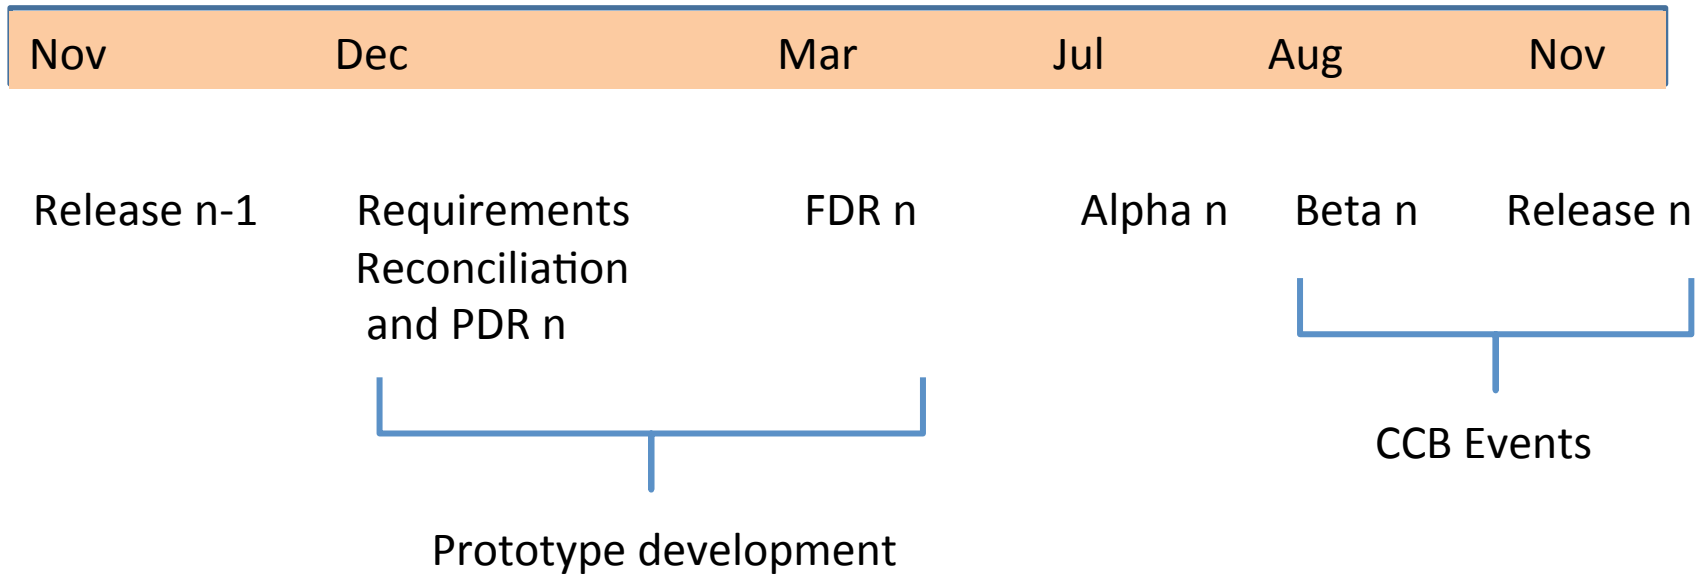 Nov Dec Mar Jul Aug Nov
Release n-1 Requirements FDR n Alpha n Beta n Release n
Reconciliation
and PDR n
CCB Events
Prototype development